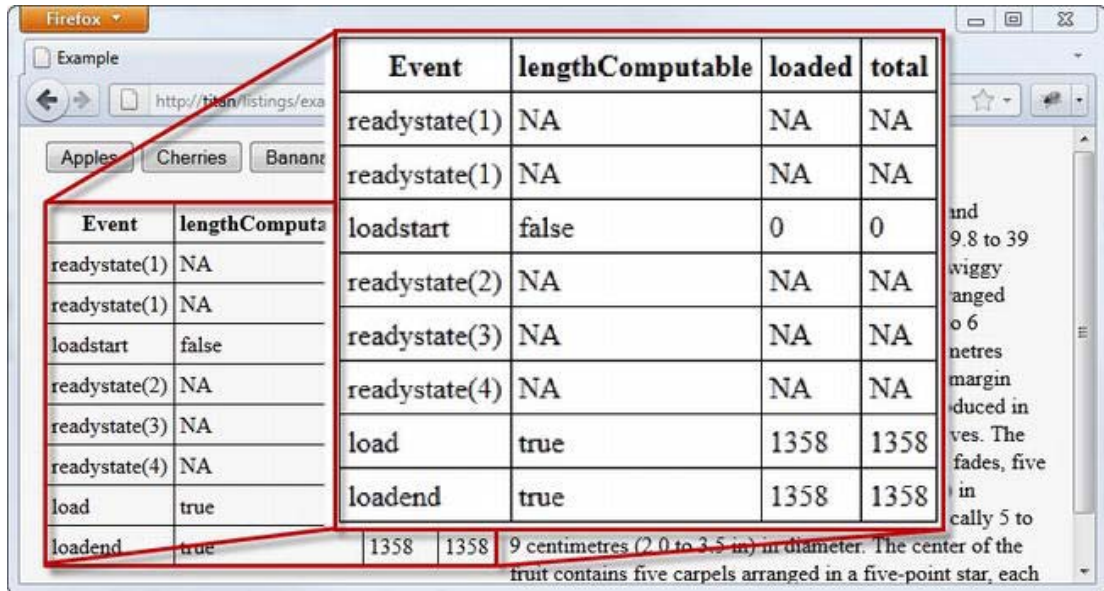 Firefox
Example
http://titan/listings/exa
Apples Cherries Banana
Event lengthComputa
readystate(1) NA
readystate(1) NA
loadstart false
readystate(2) NA
readystate(3) NA
readystate(4) NA
load true
loadend true 1358 1358
Event lengthComputable loaded total
readystate(1) NA NA NA
readystate(1) NA NA NA
loadstart false 0 0
readystate(2) NA NA NA
readystate(3) NA NA NA
readystate(4) NA NA NA
load true 1358 1358
loadend true 1358 1358
and
9.8 to 39
wiggy
anged
o 6
netres
margin
duced in
ves. The
fades, five
in
cally 5 to
9 centimetres (2.0 to 3.5 in) in diameter. The center of the
fruit contains five carpels arranged in a five-point star, each